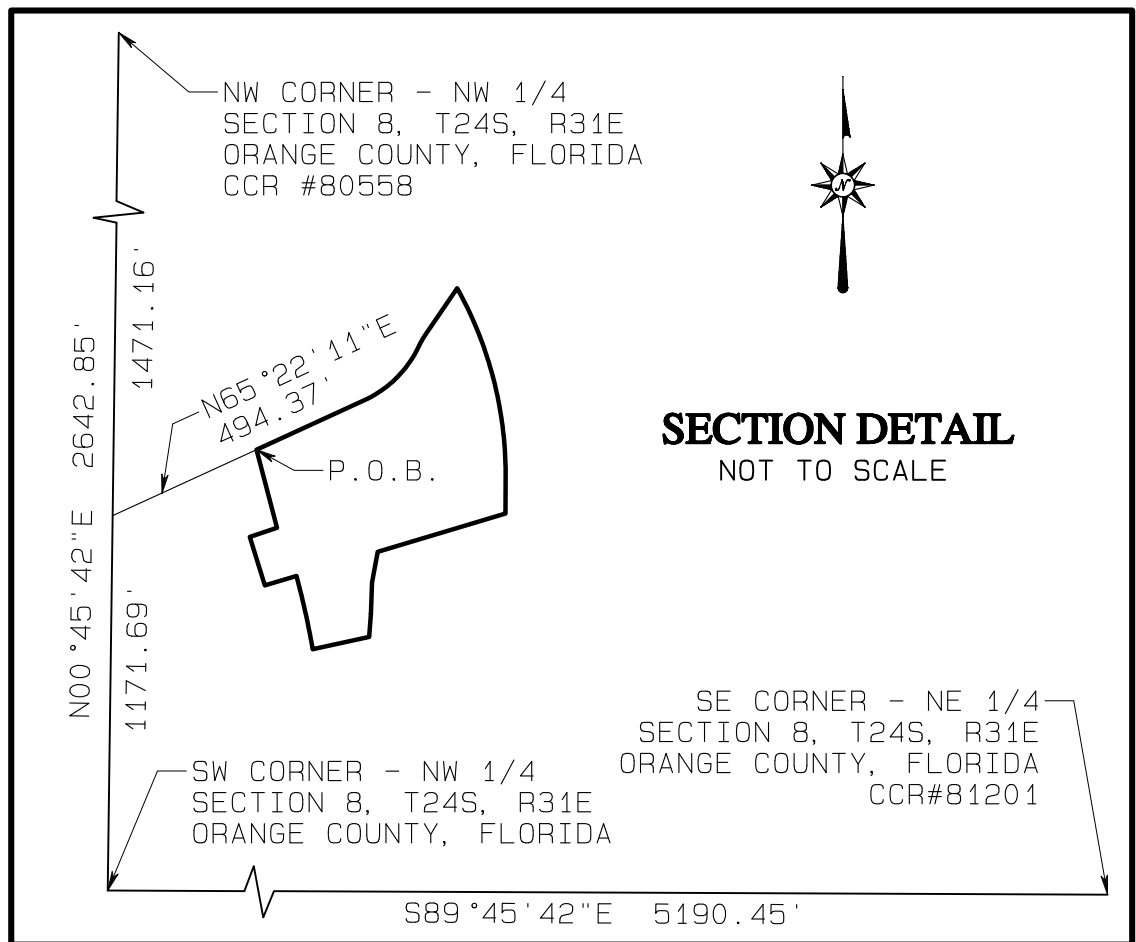 NW CORNER - NW 1/4
SECTION 8, T24S, R31E
ORANGE COUNTY, FLORIDA
CCR #80558
N
1471.16'
N00°45'42"E 2642.85'
N65°22'11"E
494.37'
P.O.B.
SECTION DETAIL
NOT TO SCALE
1171.69'
SE CORNER - NE 1/4
SECTION 8, T24S, R31E
ORANGE COUNTY, FLORIDA
CCR#81201
SW CORNER - NW 1/4
SECTION 8, T24S, R31E
ORANGE COUNTY, FLORIDA
S89°45'42"E 5190.45'